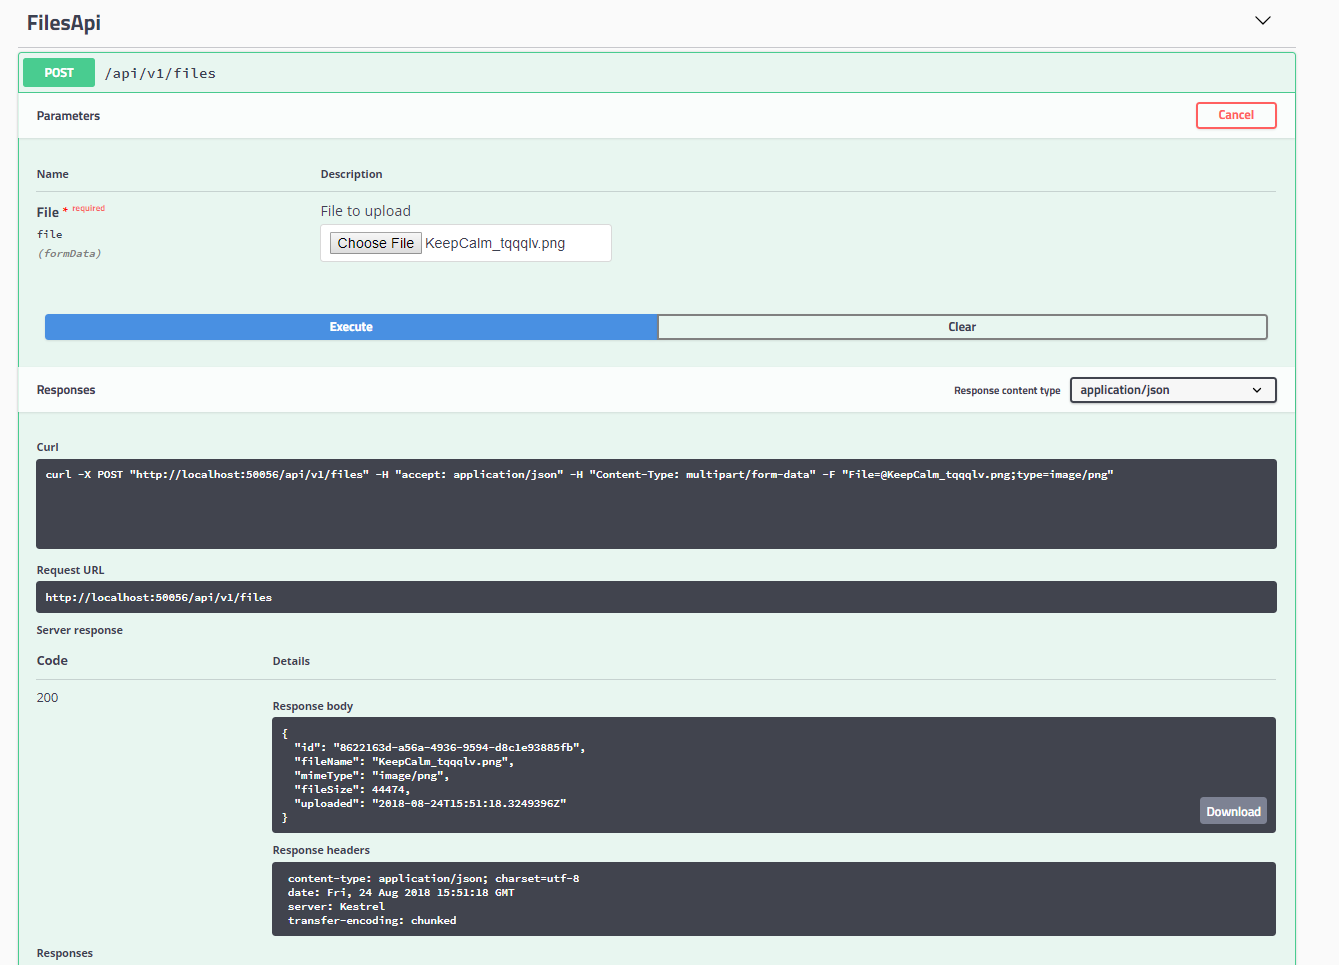 FilesApi
POST /api/v1/files
Parameters
Cancel
Name Description
File * required
File to upload
file
Choose File KeepCalm_tqqqlv.png
(formData)
Execute Clear
Responses
Response content type application/json
Curl
curl -X POST "http://localhost:50056/api/v1/files" -H "accept: application/json" -H "Content-Type: multipart/form-data" -F "File=@KeepCalm_tqqqlv.png;type=image/png"
Request URL
http://localhost:50056/api/v1/files
Server response
Code Details
200
Response body
{
"id": "8622163d-a56a-4936-9594-d8c1e93885fb",
"fileName": "KeepCalm_tqqqlv.png",
"mimeType": "image/png",
"fileSize": 44474,
"uploaded": "2018-08-24T15:51:18.3249396Z"
}
Download
Response headers
content-type: application/json; charset=utf-8
date: Fri, 24 Aug 2018 15:51:18 GMT
server: Kestrel
transfer-encoding: chunked
Responses